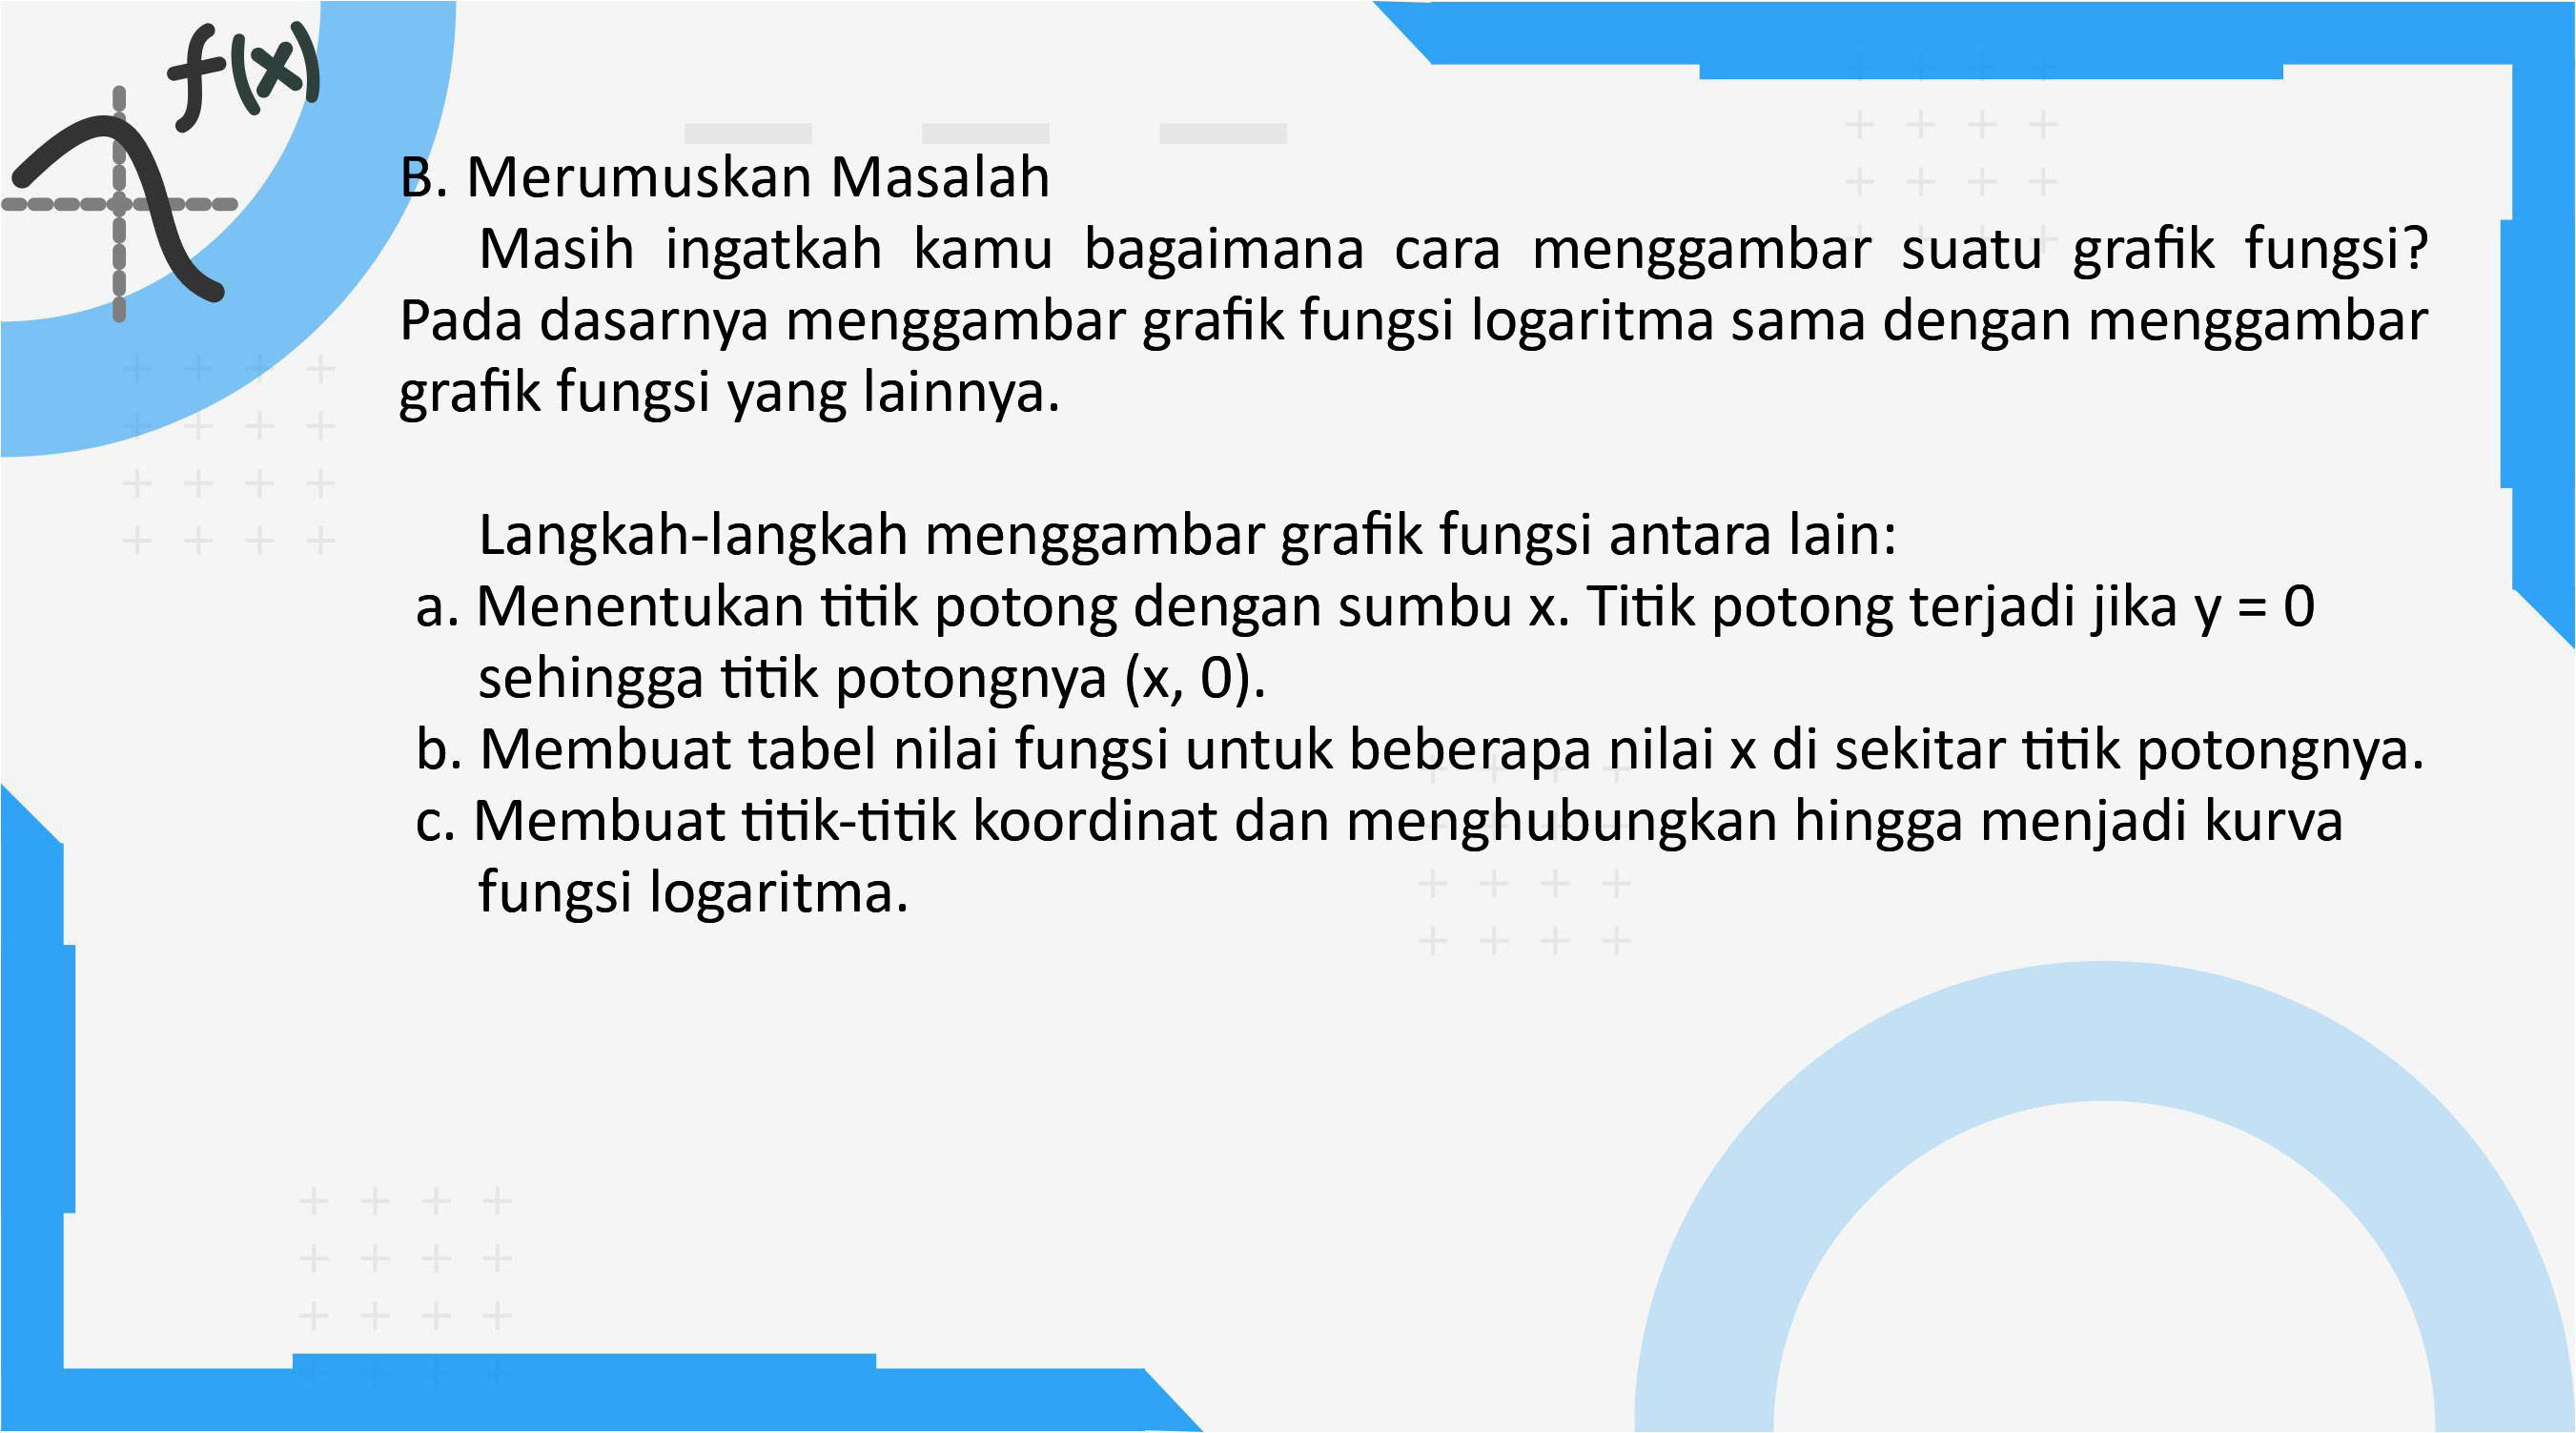 f(x)
B. Merumuskan Masalah
Masih ingatkah kamu bagaimana cara menggambar suatu grafik fungsi?
Pada dasarnya menggambar grafik fungsi logaritma sama dengan menggambar
grafik fungsi yang lainnya.
Langkah-langkah menggambar grafik fungsi antara lain:
a. Menentukan titik potong dengan sumbu x. Titik potong terjadi jika y = 0
sehingga titik potongnya (x, 0).
b. Membuat tabel nilai fungsi untuk beberapa nilai x di sekitar titik potongnya.
c. Membuat titik-titik koordinat dan menghubungkan hingga menjadi kurva
fungsi logaritma.